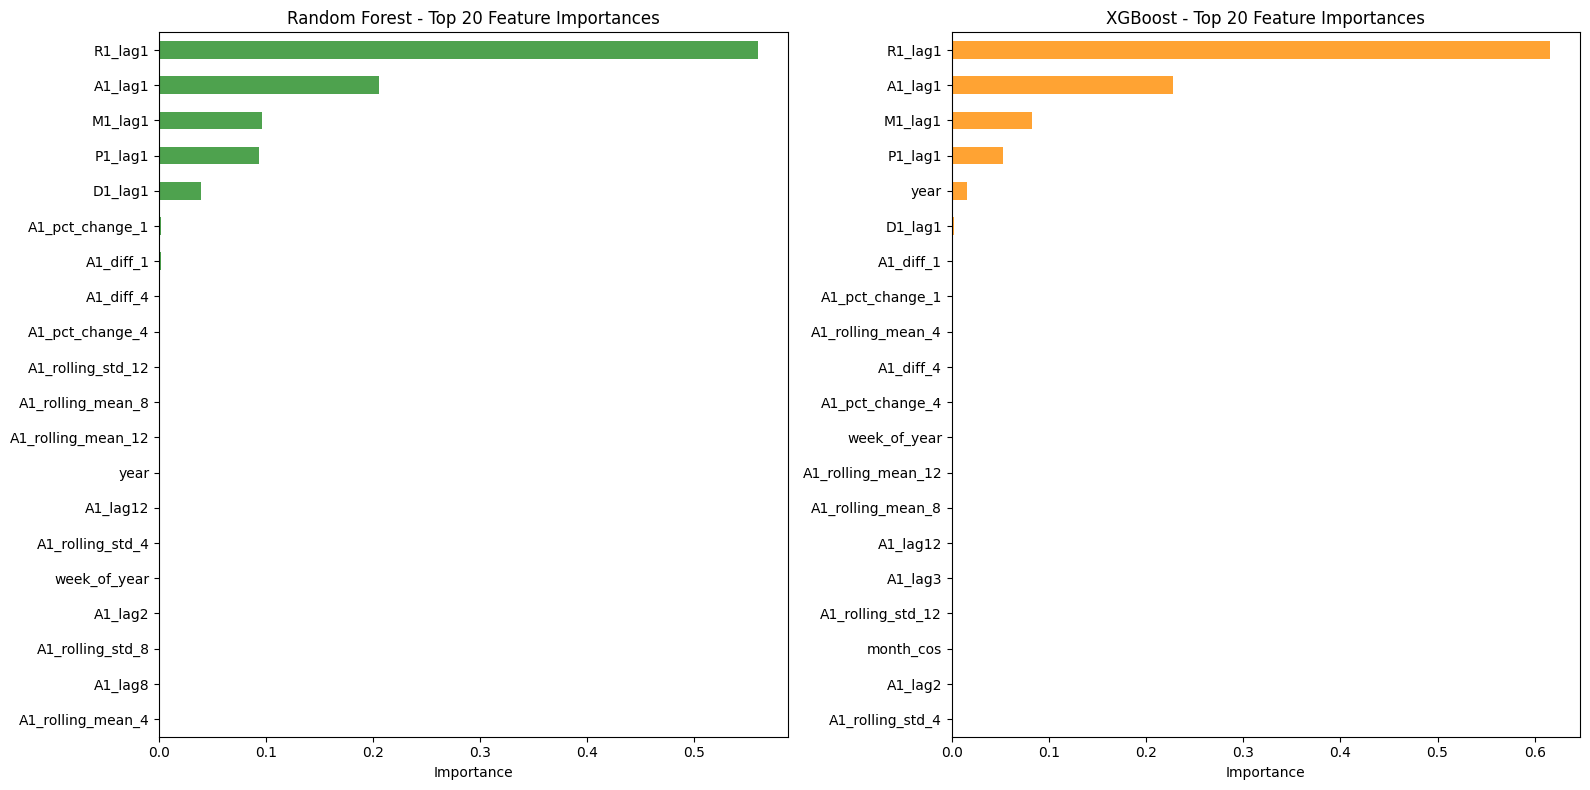 Random Forest - Top 20 Feature Importances
R1_lag1
A1_lag1
M1_lag1
P1_lag1
D1_lag1
A1_pct_change_1
A1_diff_1
A1_diff_4
A1_pct_change_4
A1_rolling_std_12
A1_rolling_mean_8
A1_rolling_mean_12
year
A1_lag12
A1_rolling_std_4
week_of_year
A1_lag2
A1_rolling_std_8
A1_lag8
A1_rolling_mean_4
0.0 0.1 0.2 0.3 0.4 0.5
Importance
XGBoost - Top 20 Feature Importances
R1_lag1
A1_lag1
M1_lag1
P1_lag1
year
D1_lag1
A1_diff_1
A1_pct_change_1
A1_rolling_mean_4
A1_diff_4
A1_pct_change_4
week_of_year
A1_rolling_mean_12
A1_rolling_mean_8
A1_lag12
A1_lag3
A1_rolling_std_12
month_cos
A1_lag2
A1_rolling_std_4
0.0 0.1 0.2 0.3 0.4 0.5 0.6
Importance